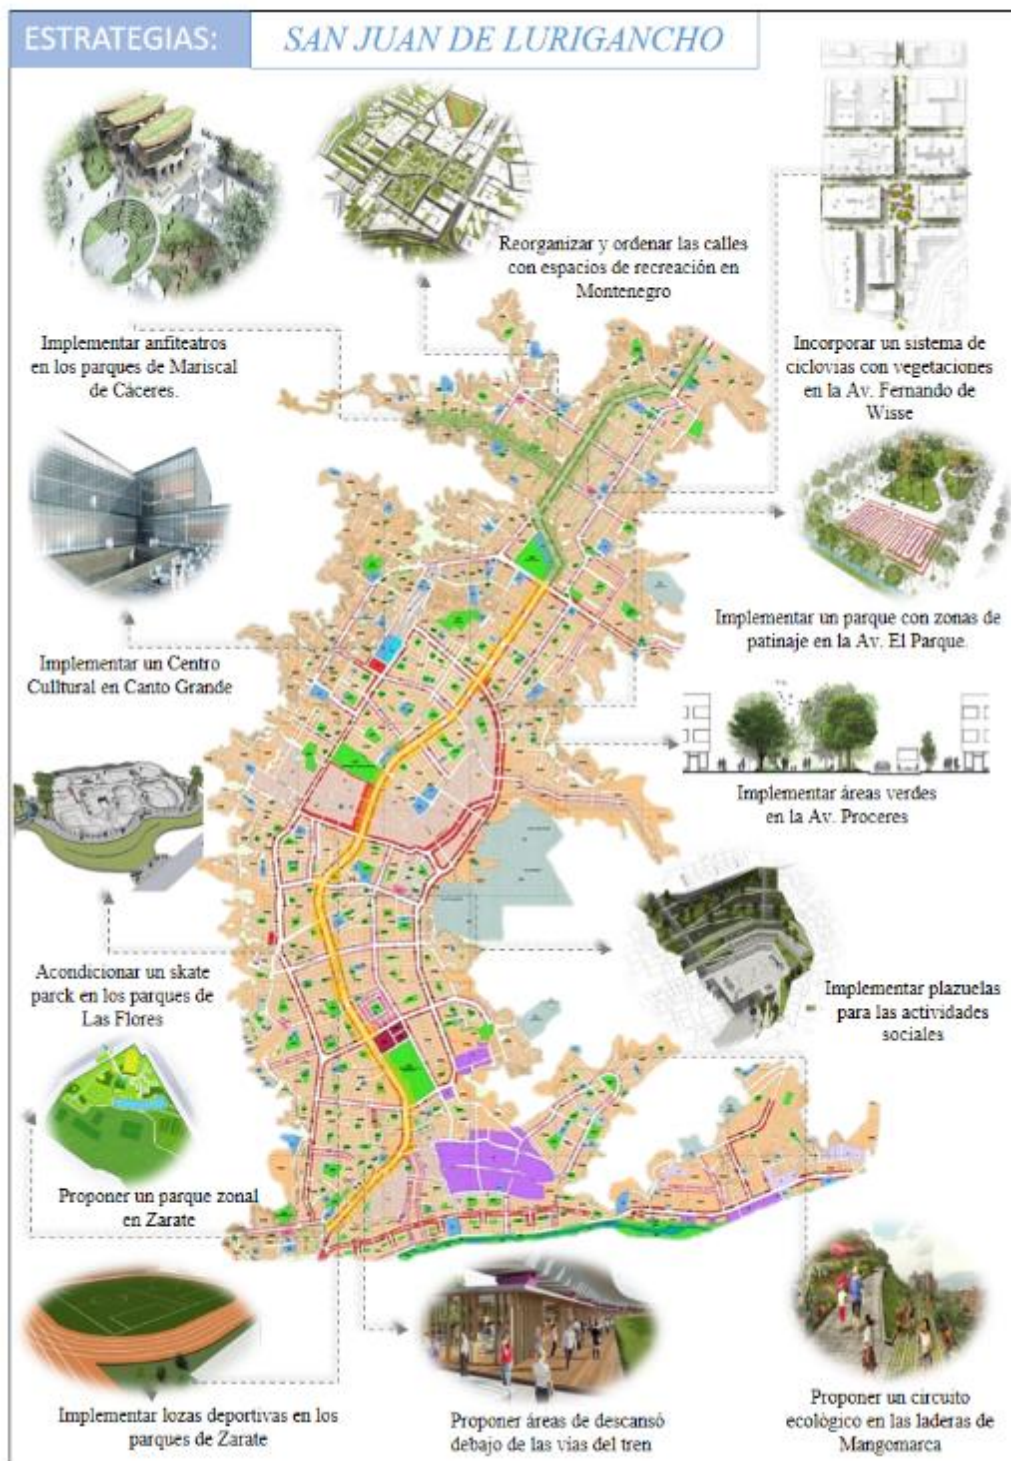 ESTRATEGIAS:
SAN JUAN DE LURIGANCHO
Reorganizar y ordenar las calles
con espacios de recreación en
Montenegro
Implementar anfiteatros
en los parques de Mariscal
de Cáceres.
Incorporar un sistema de
ciclovias con vegetaciones
en la Av. Fernando de
Wisse
Implementar un parque con zonas de
patinaje en la Av. El Parque.
Implementar un Centro
Cuiltural en Canto Grande
Implementar áreas verdes
en la Av. Proceres
Acondicionar un skate
parck en los parques de
Las Flores
Implementar plazuelas
para las actividades
sociales
Proponer un parque zonal
en Zarate
Implementar lozas deportivas en los
parques de Zarate
Proponer áreas de descansó
debajo de las vias del tren
Proponer un circuito
ecológico en las laderas de
Mangomarca